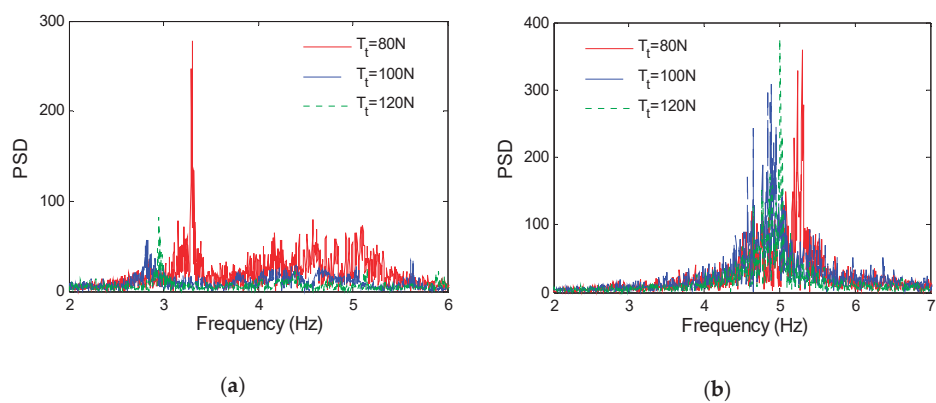 300
200
100
0
PSD
2
3
4
5
6
Frequency (Hz)
T_t=80N
T_t=100N
T_t=120N
(a)
400
300
200
100
0
PSD
2
3
4
5
6
7
Frequency (Hz)
T_t=80N
T_t=100N
T_t=120N
(b)